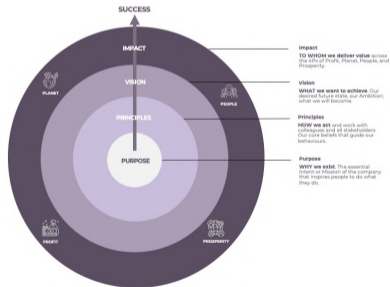 SUCCESS
IMPACT
VISION
PRINCIPLES
PURPOSE
PLANET
PEOPLE
PROFIT
PROSPERITY
Impact
TO WHOM we deliver value across
the 4Ps of Profit, Planet, People, and
Prosperity.
Vision
WHAT we want to achieve. Our
desired future state, our Ambition;
what we will become.
Principles
HOW we act and work with
colleagues and all stakeholders.
Our core beliefs that guide our
behaviours.
Purpose
WHY we exist. The essential
Intent or Mission of the company
that inspires people to do what
they do.